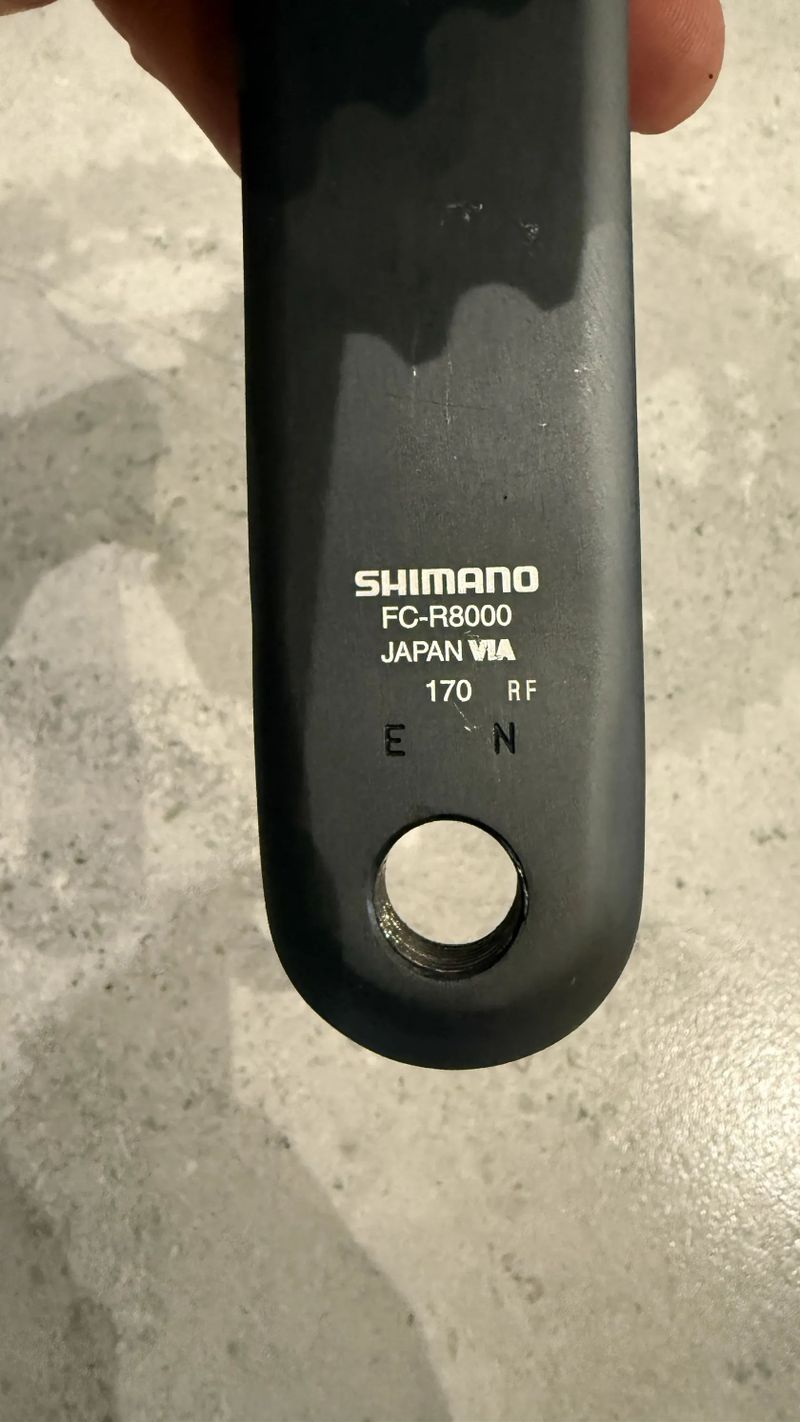 SHIMANO
FC-R8000
JAPAN VIA
170 RF
E N